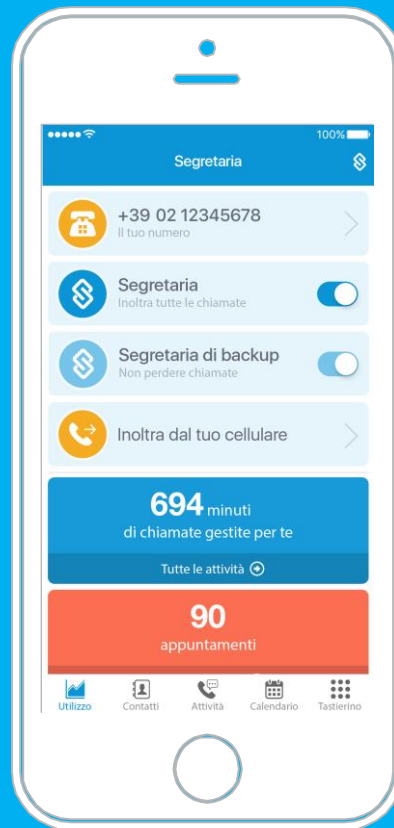 100%
Segretaria
+39 02 12345678
Il tuo numero
Segretaria
Inoltra tutte le chiamate
Segretaria di backup
Non perdere chiamate
Inoltra dal tuo cellulare
694 minuti
di chiamate gestite per te
Tutte le attività
90
appuntamenti
Utilizzo Contatti Attività Calendario Tastierino